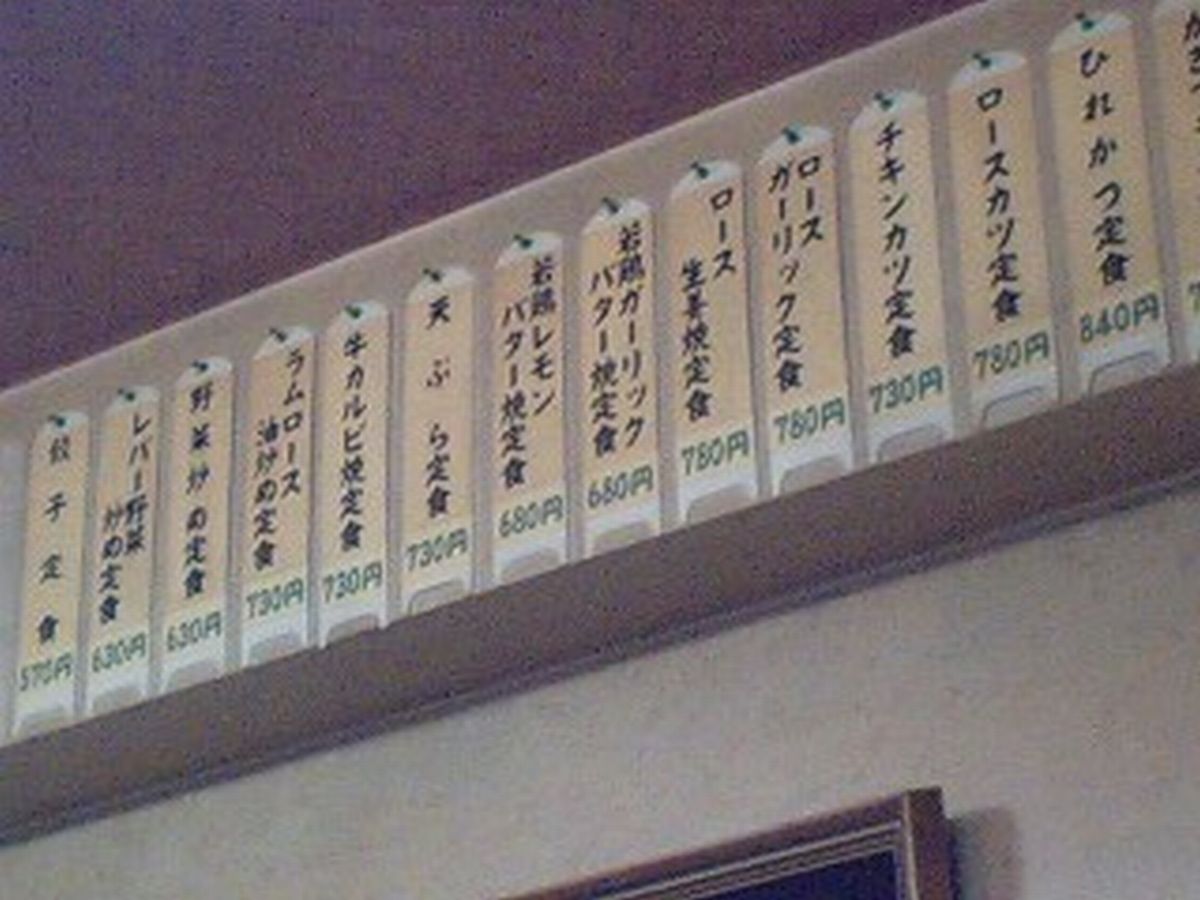 ひれかつ定食
840円
ロースカツ定食
780円
チキンカツ定食
730円
ロース
ガーリック定食
780円
ロース
生姜焼定食
780円
若鶏ガーリック
バター焼定食
680円
若鶏レモン
バター焼定食
680円
天ぷら定食
730円
牛カルビ焼定食
730円
ラムロース
油炒め定食
730円
野菜炒め定食
630円
レバー野菜
炒め定食
630円
餃子定食
570円